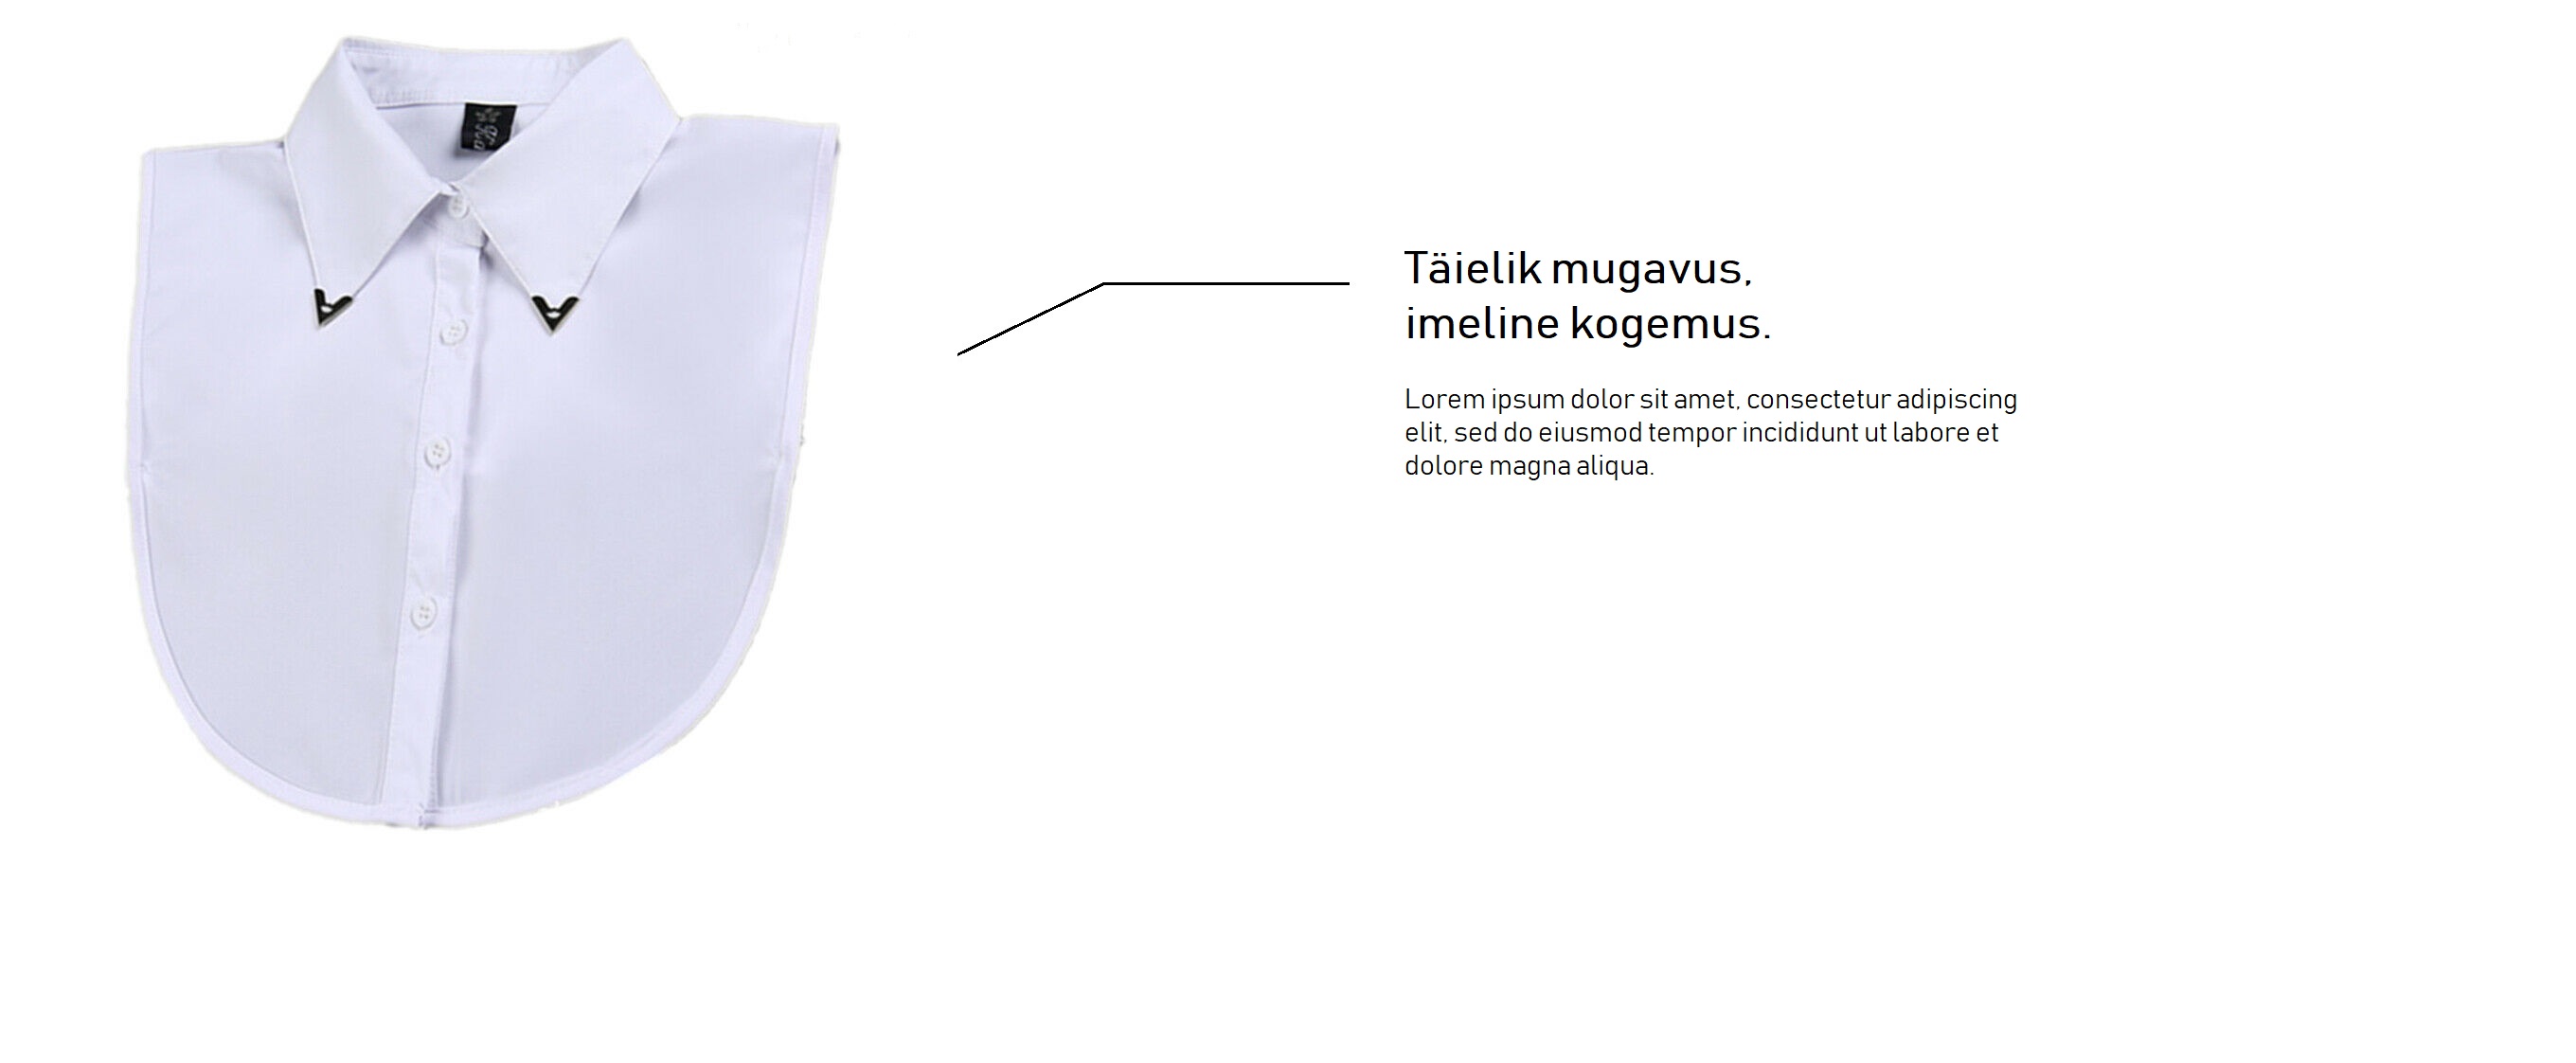 Täielik mugavus,
imeline kogemus.
Lorem ipsum dolor sit amet, consectetur adipiscing
elit, sed do eiusmod tempor incididunt ut labore et
dolore magna aliqua.